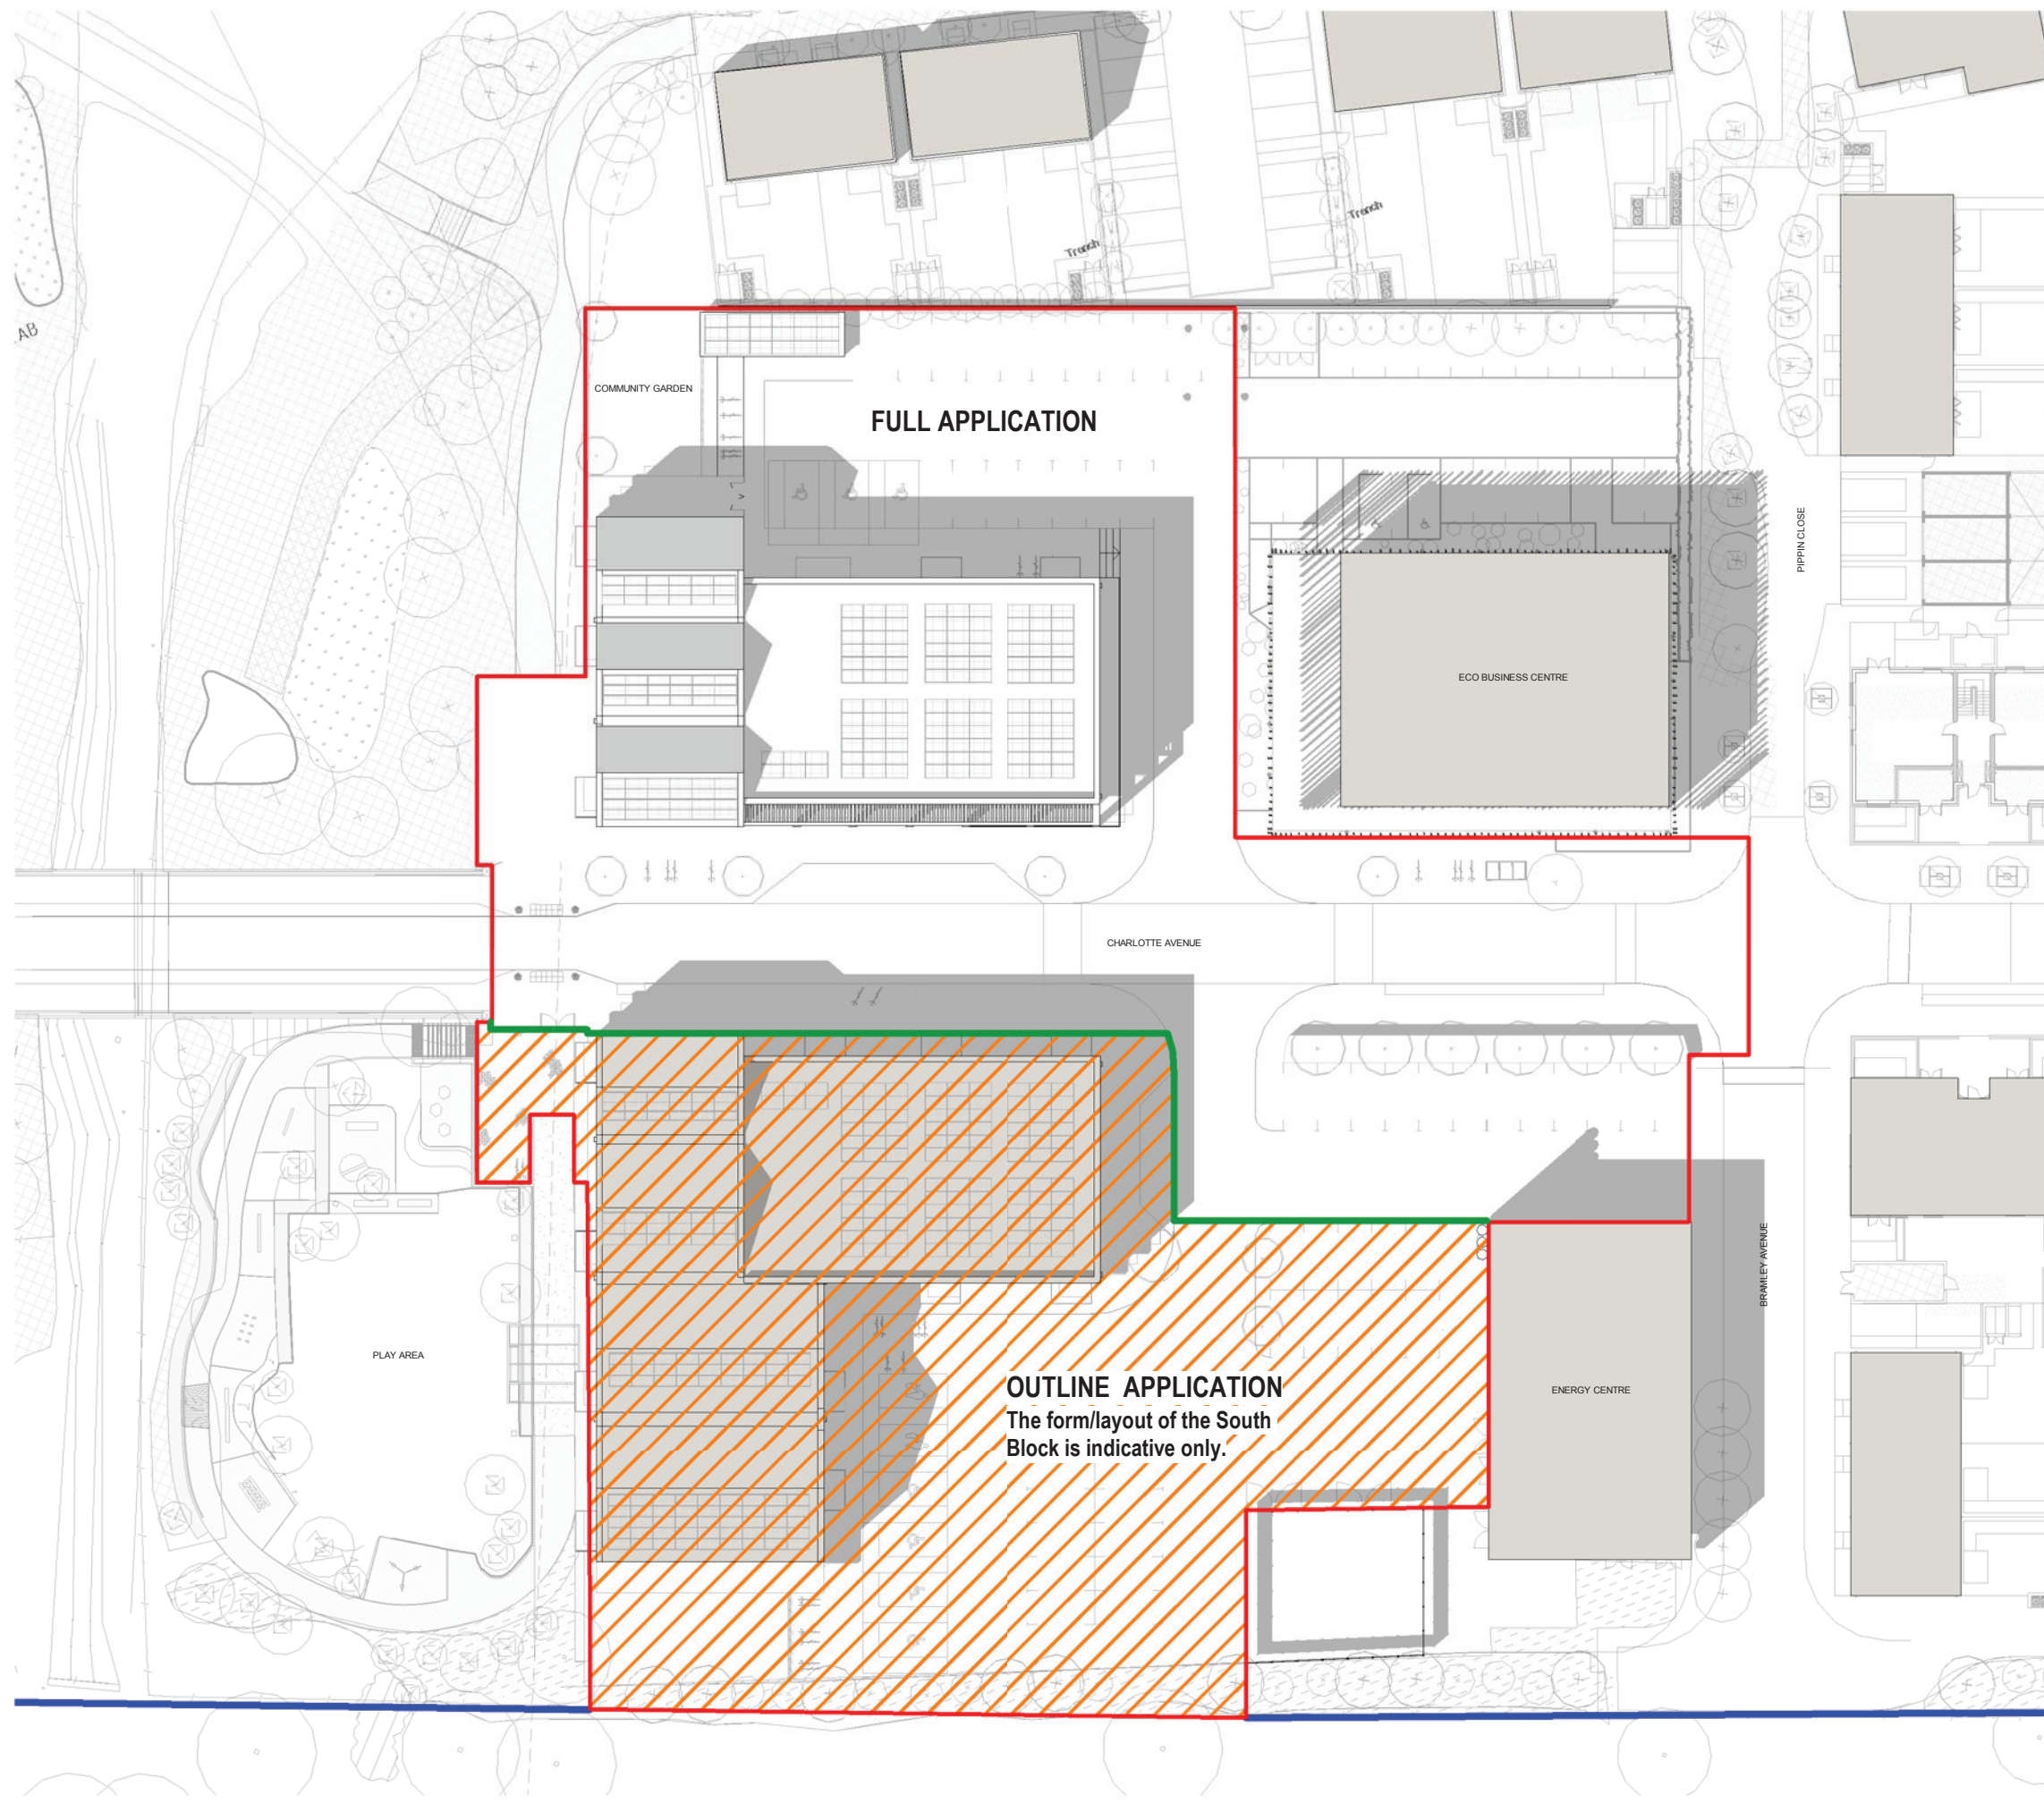 Trench
Trench
AB
COMMUNITY GARDEN
FULL APPLICATION
PIPPIN CLOSE
ECO BUSINESS CENTRE
CHARLOTTE AVENUE
BRAMLEY AVENUE
PLAY AREA
OUTLINE APPLICATION
The form/layout of the South
Block is indicative only.
ENERGY CENTRE